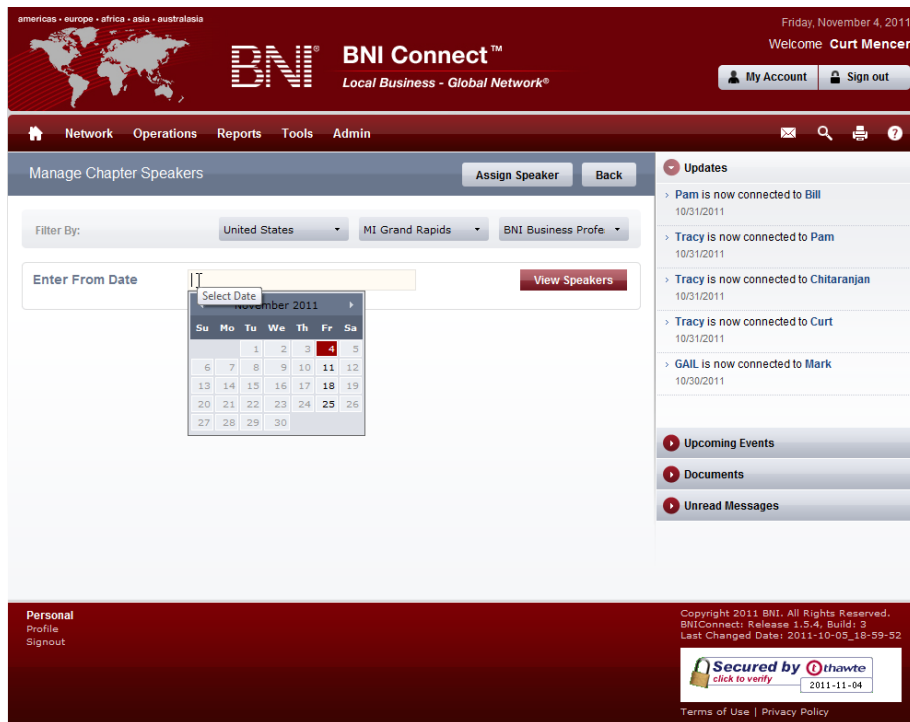 americas • europe • africa • asia • australasia
Friday, November 4, 2011
Welcome Curt Mencer
BNI®
BNI Connect™
Local Business - Global Network®
My Account
Sign out
Network Operations Reports Tools Admin
Manage Chapter Speakers
Assign Speaker
Back
Filter By:
United States
MI Grand Rapids
BNI Business Profe
Enter From Date
View Speakers
Select Date
November 2011
Su Mo Tu We Th Fr Sa
1 2 3 4 5
6 7 8 9 10 11 12
13 14 15 16 17 18 19
20 21 22 23 24 25 26
27 28 29 30
Updates
Pam is now connected to Bill
10/31/2011
Tracy is now connected to Pam
10/31/2011
Tracy is now connected to Chitaranjan
10/31/2011
Tracy is now connected to Curt
10/31/2011
GAIL is now connected to Mark
10/30/2011
Upcoming Events
Documents
Unread Messages
Personal
Profile
Signout
Copyright 2011 BNI. All Rights Reserved.
BNIConnect: Release 1.5.4, Build: 3
Last Changed Date: 2011-10-05_18-59-52
Secured by thawte
click to verify
2011-11-04
Terms of Use | Privacy Policy